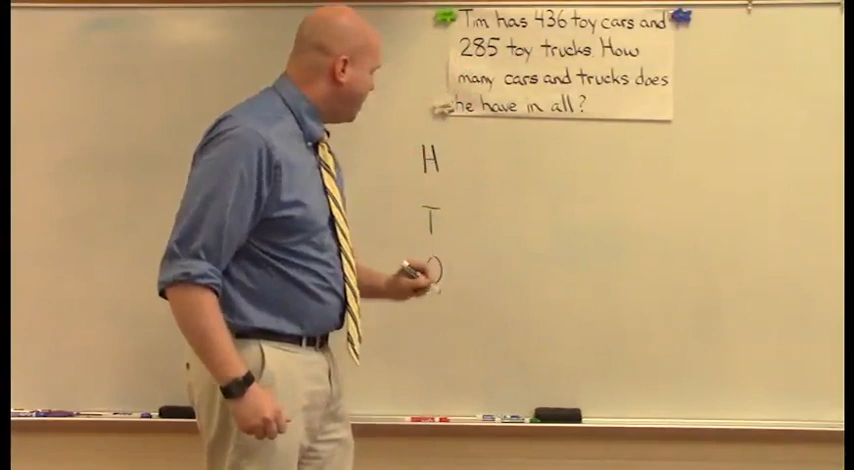 Tim has 436 toy cars and
285 toy trucks. How
many cars and trucks does
he have in all?
H
T
O